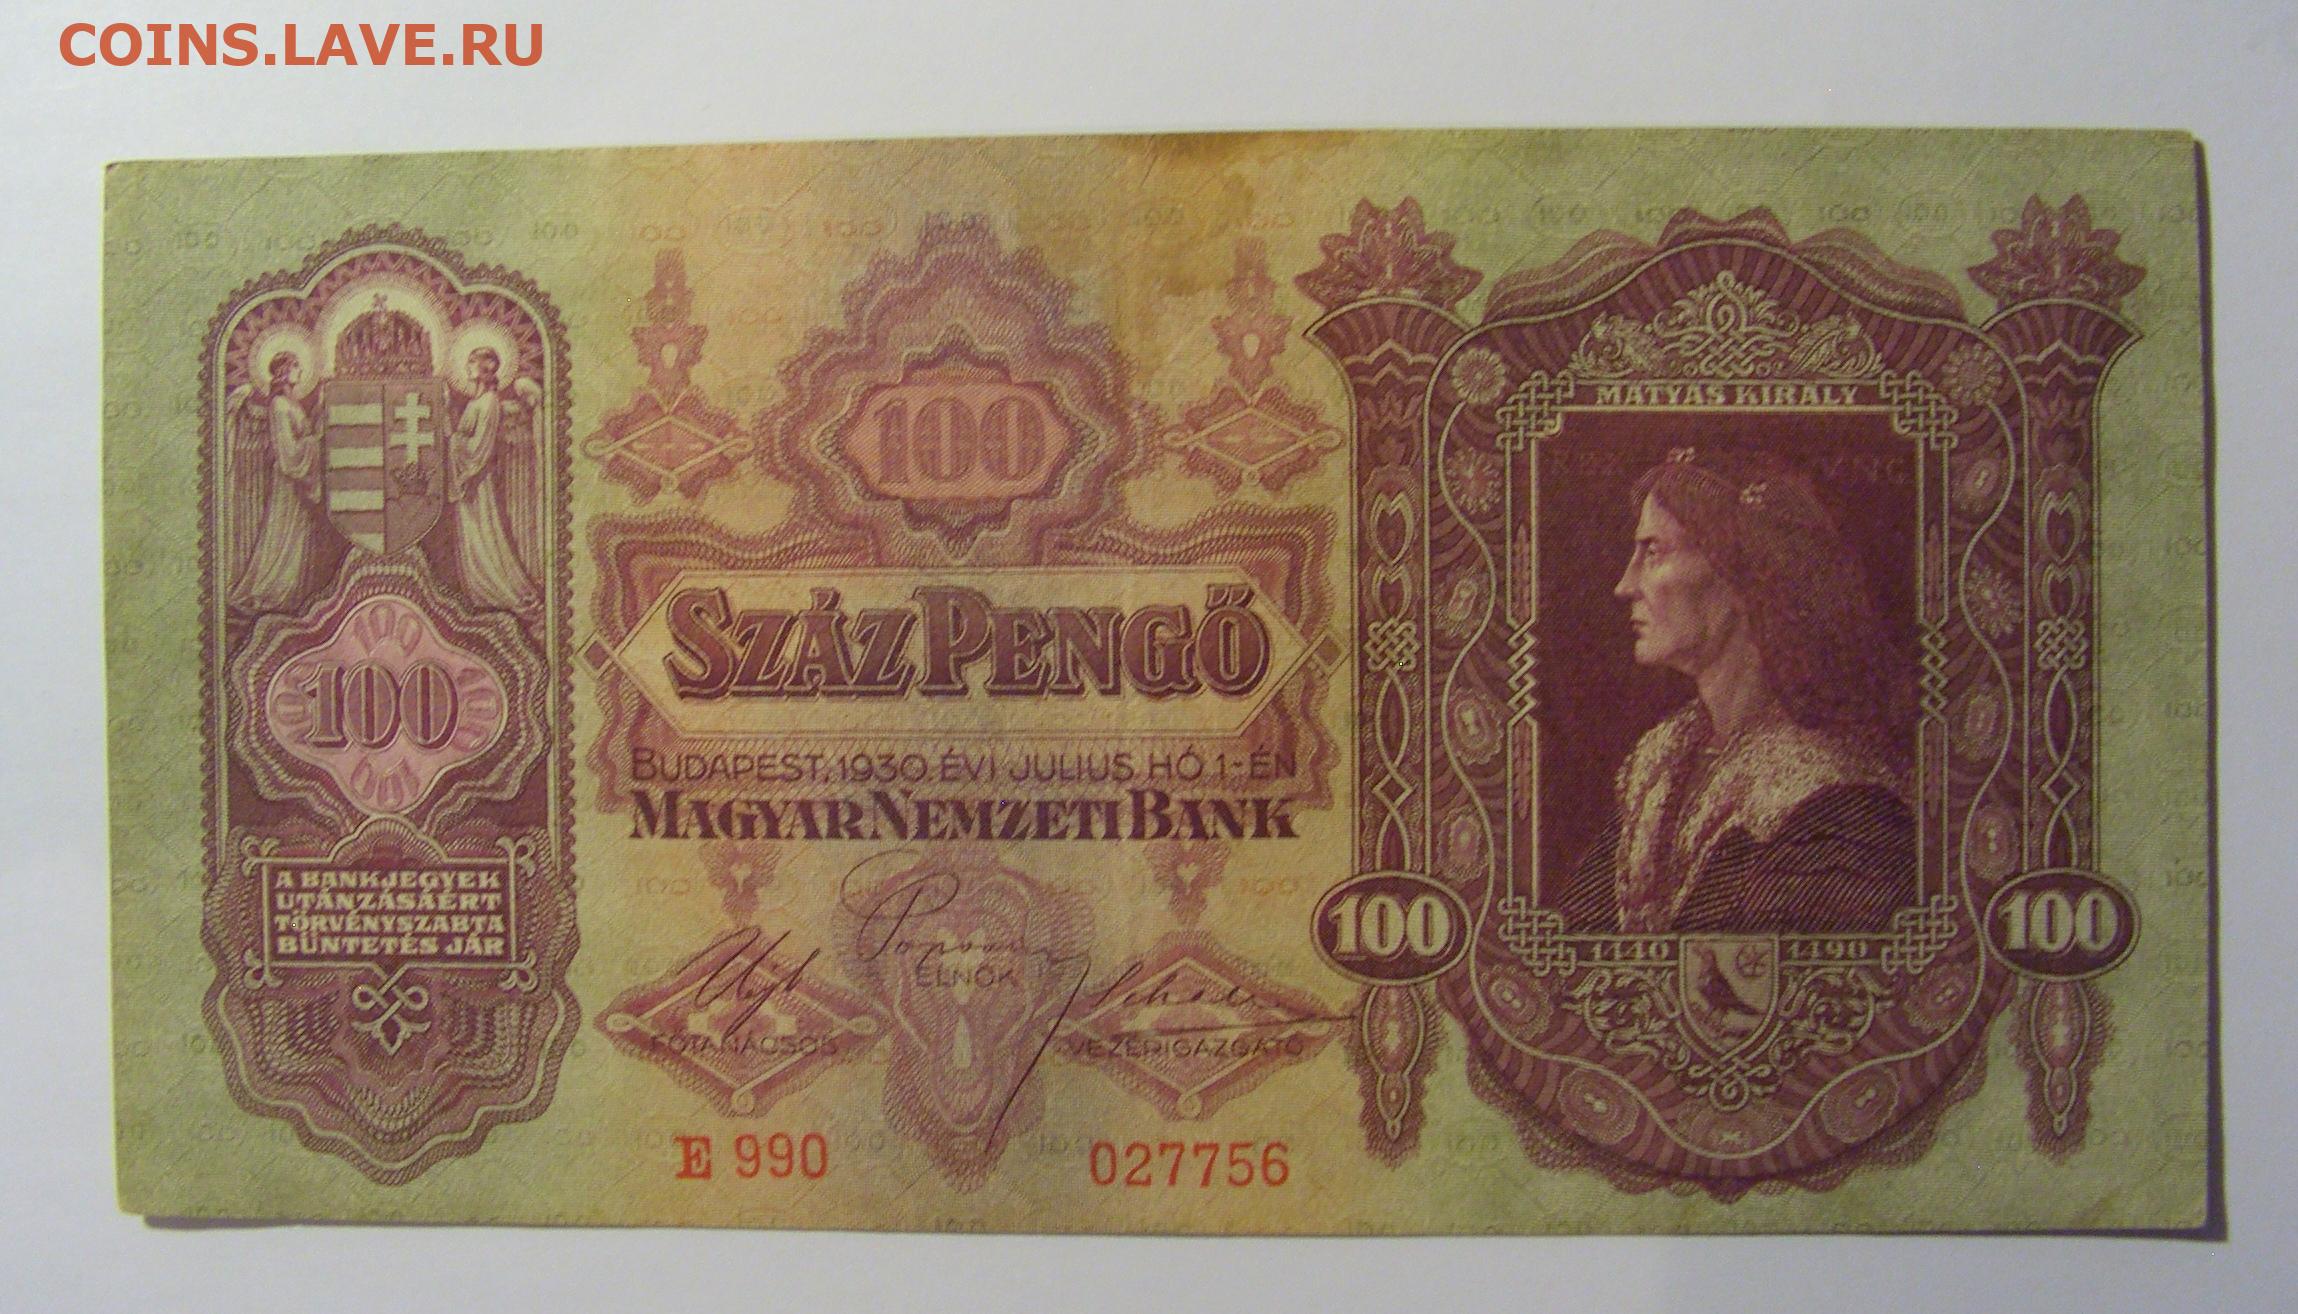 COINS.LAVE.RU
100
SZÁZ PENGŐ
BUDAPEST, 1930. ÉVI JULIUS HÓ 1-ÉN
MAGYAR NEMZETI BANK
100
A BANKJEGYEK
UTÁNZÁSÁÉRT
TÖRVÉNYSZABTA
BÜNTETÉS JÁR
ELNÖK
FŐTANÁCSOS
VEZÉRIGAZGATÓ
E 990 027756
MÁTYÁS KIRÁLY
100 1440 1490 100